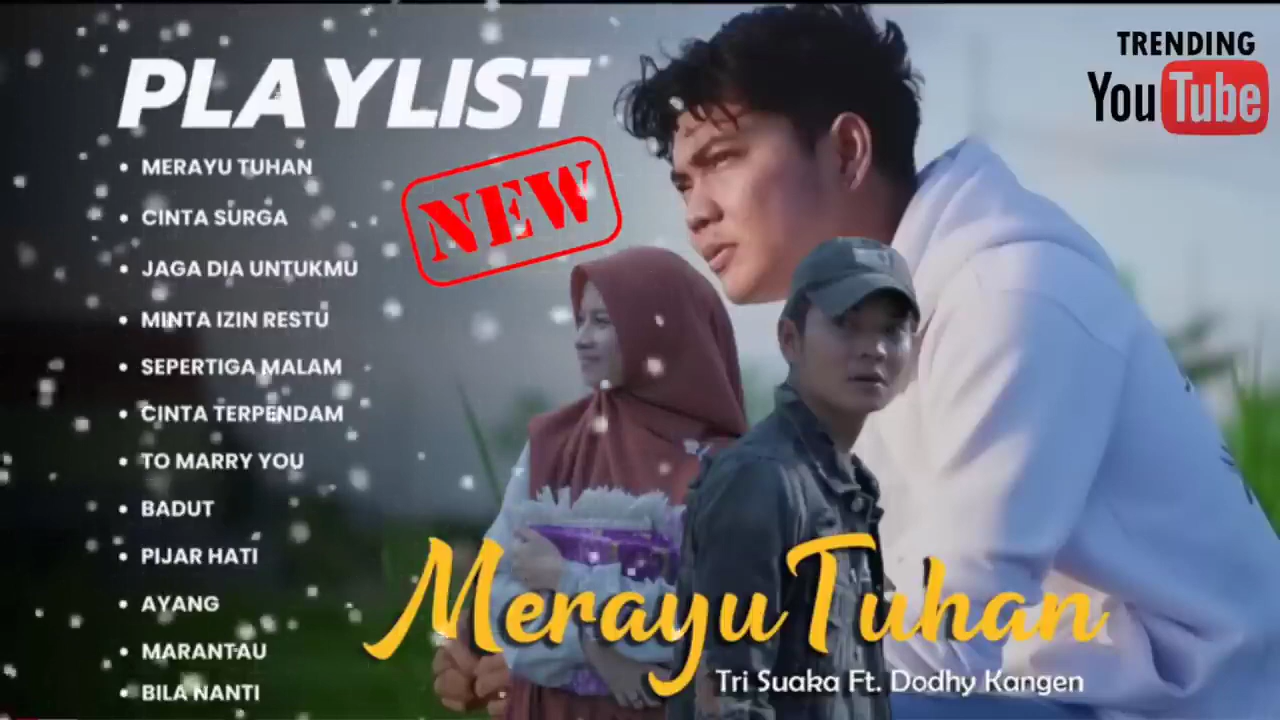 PLAYLIST
MERAYU TUHAN
CINTA SURGA
JAGA DIA UNTUKMU
MINTA IZIN RESTU
SEPERTIGA MALAM
CINTA TERPENDAM
TO MARRY YOU
BADUT
PIJAR HATI
AYANG
MARANTAU
BILA NANTI
NEW
TRENDING
YouTube
Merayu Tuhan
Tri Suaka Ft. Dodhy Kangen